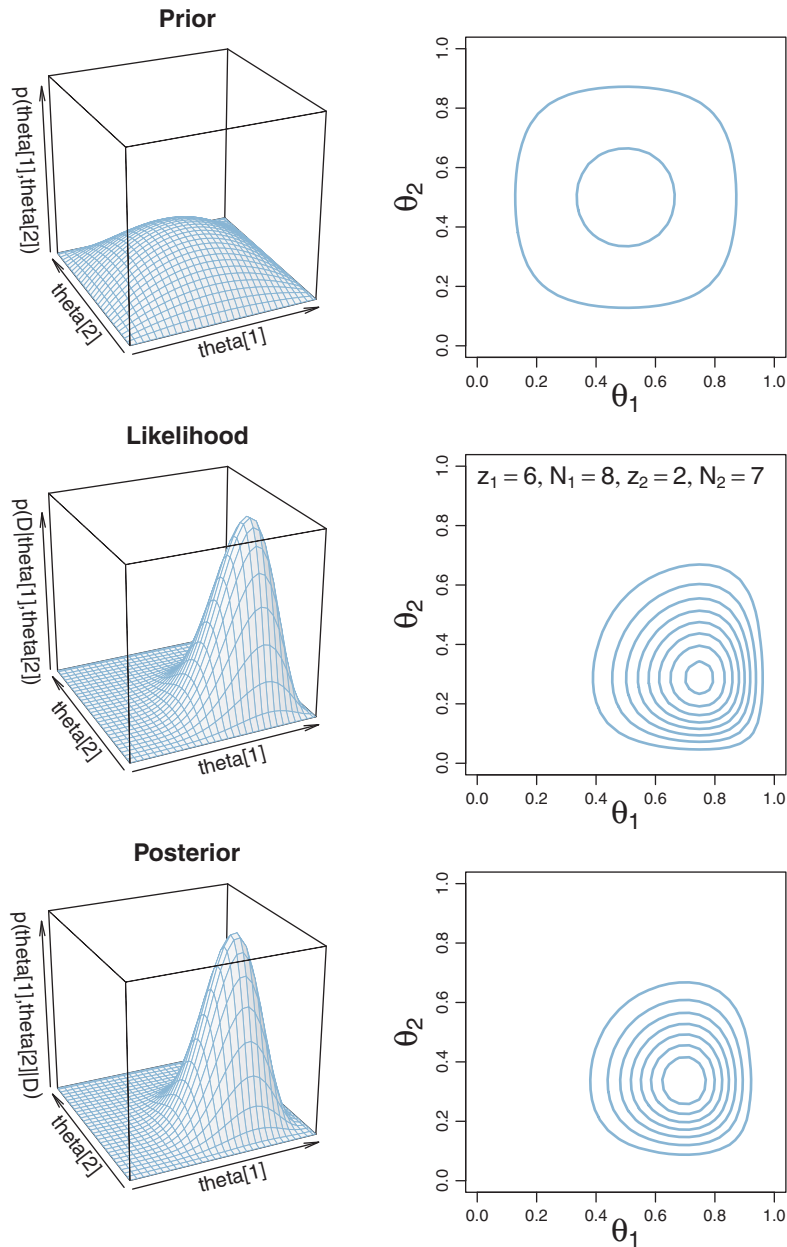 Prior
p(theta[1],theta[2])
theta[2]
theta[1]
θ2
0.0 0.2 0.4 0.6 0.8 1.0
0.0 0.2 0.4 0.6 0.8 1.0
θ1
Likelihood
p(D|theta[1],theta[2])
theta[2]
theta[1]
z1 = 6, N1 = 8, z2 = 2, N2 = 7
θ2
0.0 0.2 0.4 0.6 0.8 1.0
0.0 0.2 0.4 0.6 0.8 1.0
θ1
Posterior
p(theta[1],theta[2]|D)
theta[2]
theta[1]
θ2
0.0 0.2 0.4 0.6 0.8 1.0
0.0 0.2 0.4 0.6 0.8 1.0
θ1